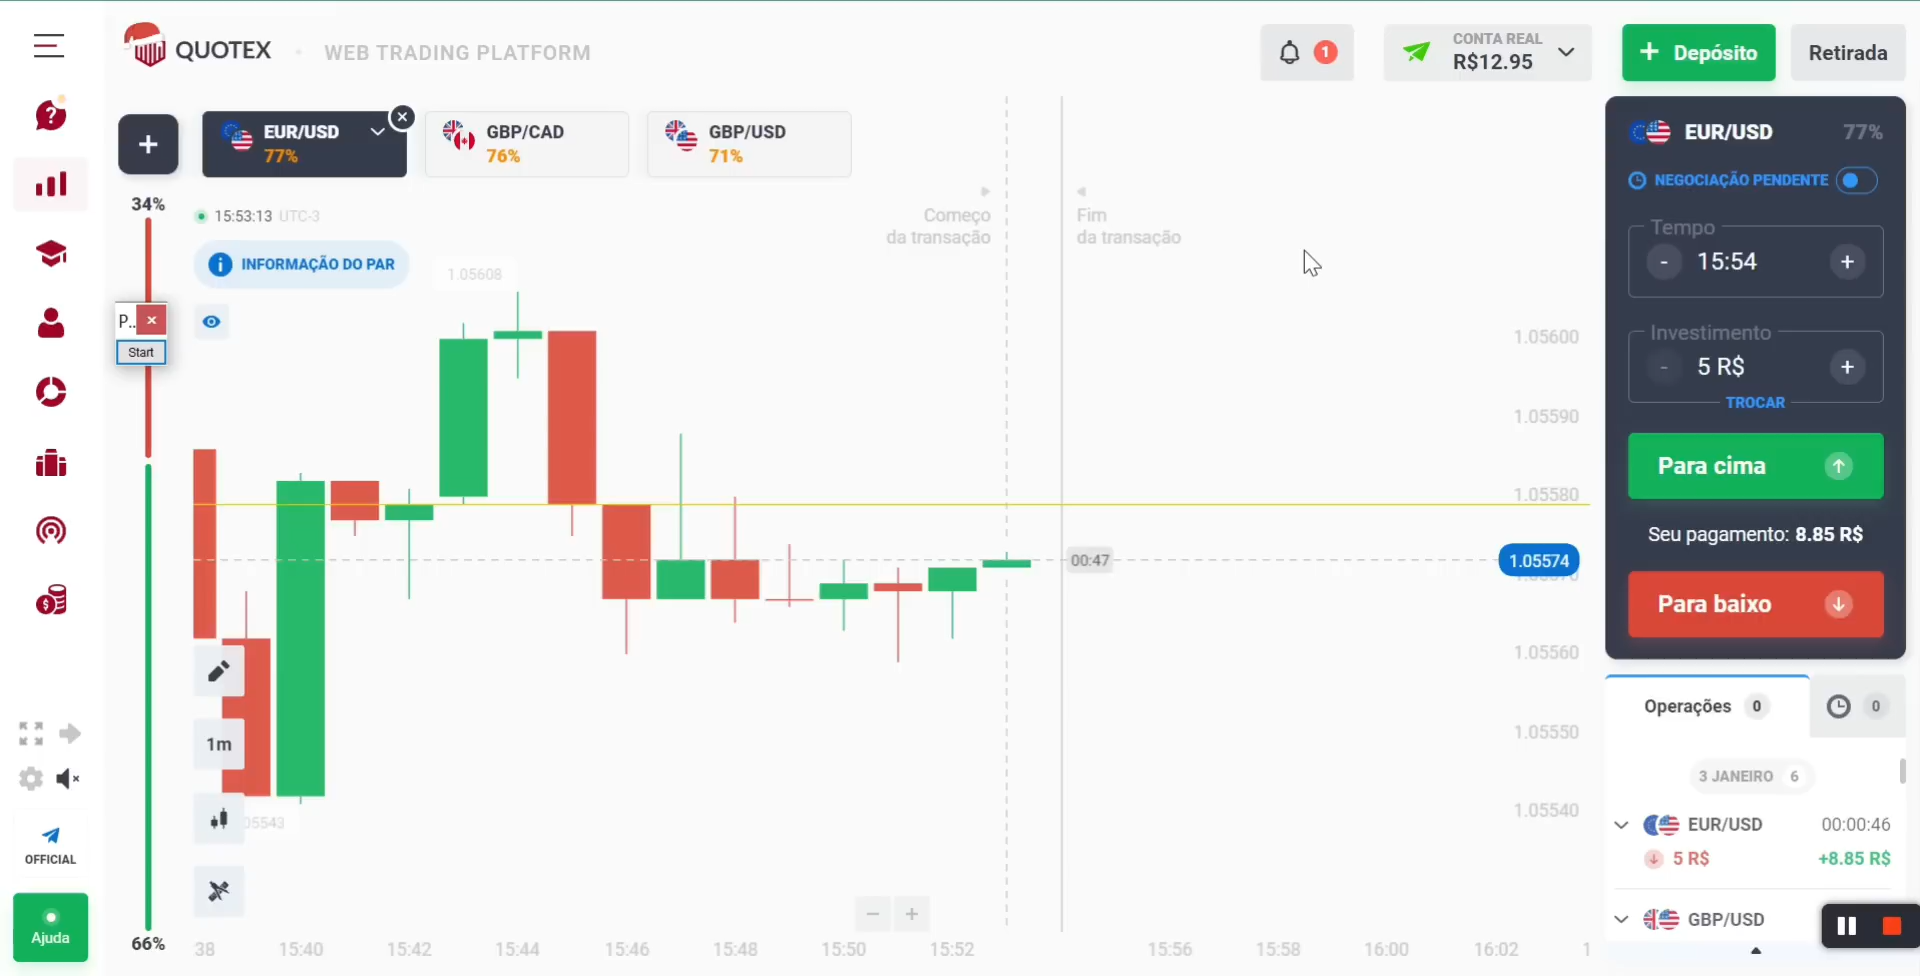 QUOTEX
WEB TRADING PLATFORM
1
CONTA REAL
R$12.95
+ Depósito
Retirada
+
EUR/USD
77%
GBP/CAD
76%
GBP/USD
71%
34%
15:53:13 UTC-3
INFORMAÇÃO DO PAR
Começo
da transação
Fim
da transação
P..
Start
1.05608
1.05600
1.05590
1.05580
1.05574
1.05560
1.05550
1.05540
00:47
1m
05543
66%
38
15:40
15:42
15:44
15:46
15:48
15:50
15:52
15:56
15:58
16:00
16:02
1
OFFICIAL
Ajuda
EUR/USD
77%
NEGOCIAÇÃO PENDENTE
Tempo
- 15:54 +
Investimento
- 5 R$ +
TROCAR
Para cima
Seu pagamento: 8.85 R$
Para baixo
Operações 0
0
3 JANEIRO 6
EUR/USD 00:00:46
5 R$ +8.85 R$
GBP/USD